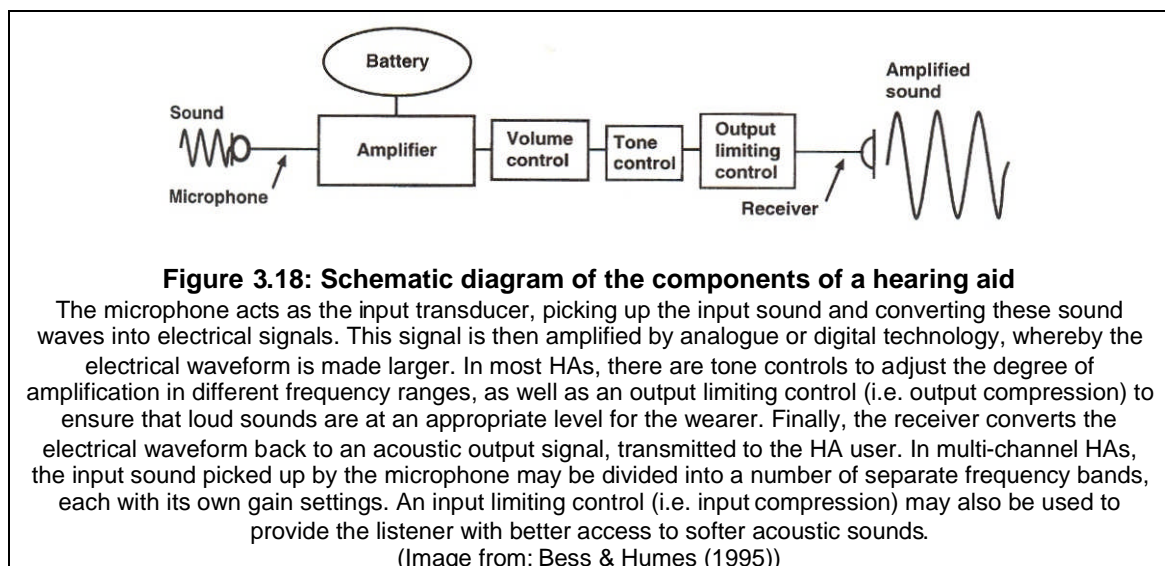 Battery
Sound
Amplifier
Volume
control
Tone
control
Output
limiting
control
Amplified
sound
Microphone
Receiver
Figure 3.18: Schematic diagram of the components of a hearing aid
The microphone acts as the input transducer, picking up the input sound and converting these sound
waves into electrical signals. This signal is then amplified by analogue or digital technology, whereby the
electrical waveform is made larger. In most HAs, there are tone controls to adjust the degree of
amplification in different frequency ranges, as well as an output limiting control (i.e. output compression) to
ensure that loud sounds are at an appropriate level for the wearer. Finally, the receiver converts the
electrical waveform back to an acoustic output signal, transmitted to the HA user. In multi-channel HAs,
the input sound picked up by the microphone may be divided into a number of separate frequency bands,
each with its own gain settings. An input limiting control (i.e. input compression) may also be used to
provide the listener with better access to softer acoustic sounds.
(Image from: Bess & Humes (1995))